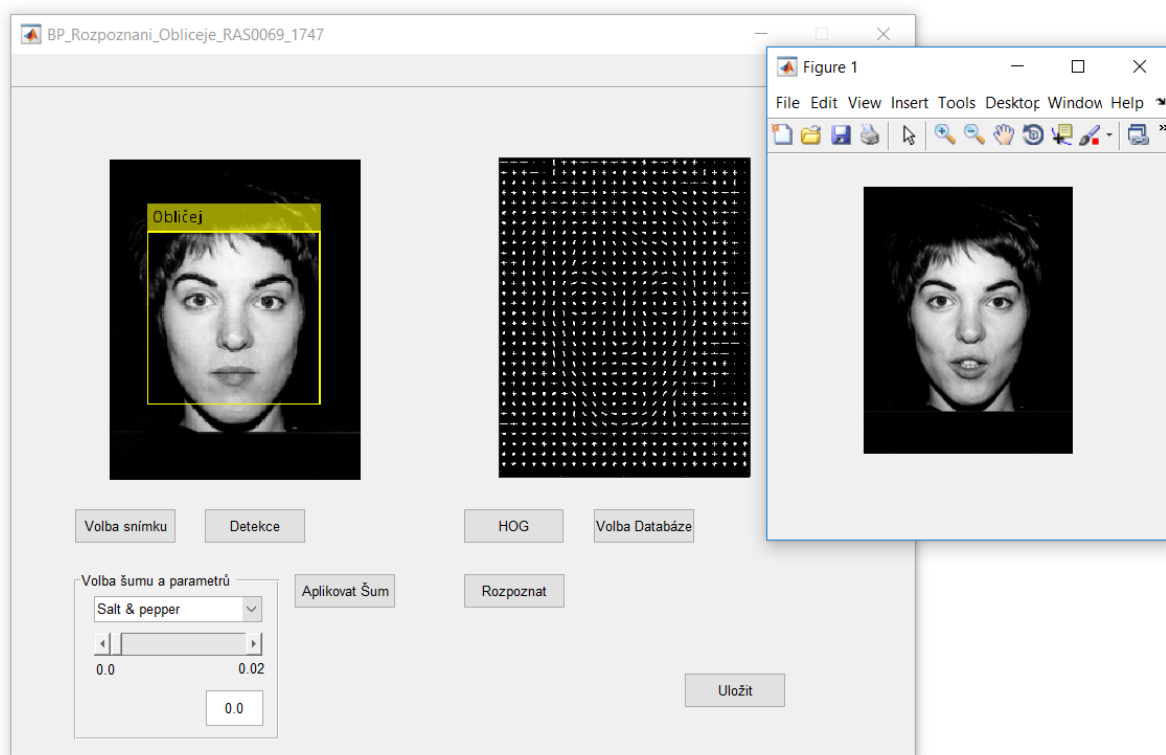 BP_Rozpoznani_Obliceje_RAS0069_1747
Figure 1
File Edit View Insert Tools Desktop Window Help
Obličej
Volba snímku
Detekce
HOG
Volba Databáze
Volba šumu a parametrů
Salt & pepper
0.0
0.02
0.0
Aplikovat Šum
Rozpoznat
Uložit